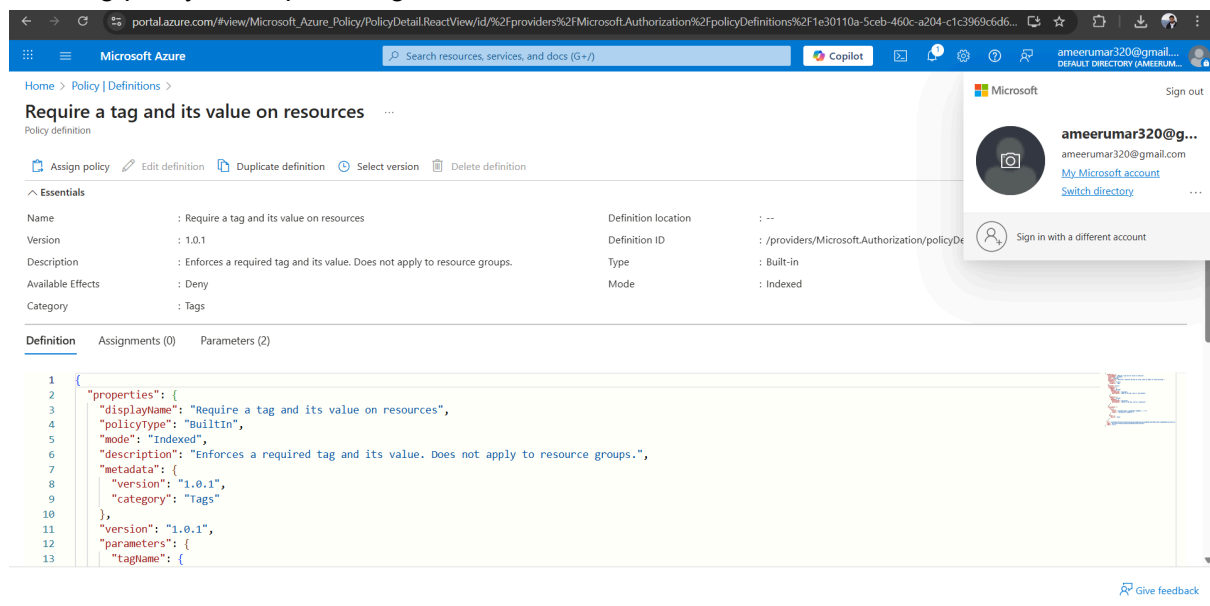 portal.azure.com/#view/Microsoft_Azure_Policy/PolicyDetail.ReactView/id/%2Fproviders%2FMicrosoft.Authorization%2FpolicyDefinitions%2F1e30110a-5ceb-460c-a204-c1c3969c6d6...
Microsoft Azure
Search resources, services, and docs (G+/)
Copilot
1
ameerumar320@gmail....
DEFAULT DIRECTORY (AMEERUM...
Home > Policy | Definitions >
Microsoft
Sign out
Require a tag and its value on resources ...
Policy definition
ameerumar320@g...
ameerumar320@gmail.com
My Microsoft account
Switch directory ...
Sign in with a different account
Assign policy Edit definition Duplicate definition Select version Delete definition
Essentials
Name : Require a tag and its value on resources Definition location : --
Version : 1.0.1 Definition ID : /providers/Microsoft.Authorization/policyDe
Description : Enforces a required tag and its value. Does not apply to resource groups. Type : Built-in
Available Effects : Deny Mode : Indexed
Category : Tags
Definition Assignments (0) Parameters (2)
1 {
2 "properties": {
3 "displayName": "Require a tag and its value on resources",
4 "policyType": "BuiltIn",
5 "mode": "Indexed",
6 "description": "Enforces a required tag and its value. Does not apply to resource groups.",
7 "metadata": {
8 "version": "1.0.1",
9 "category": "Tags"
10 },
11 "version": "1.0.1",
12 "parameters": {
13 "tagName": {
Give feedback